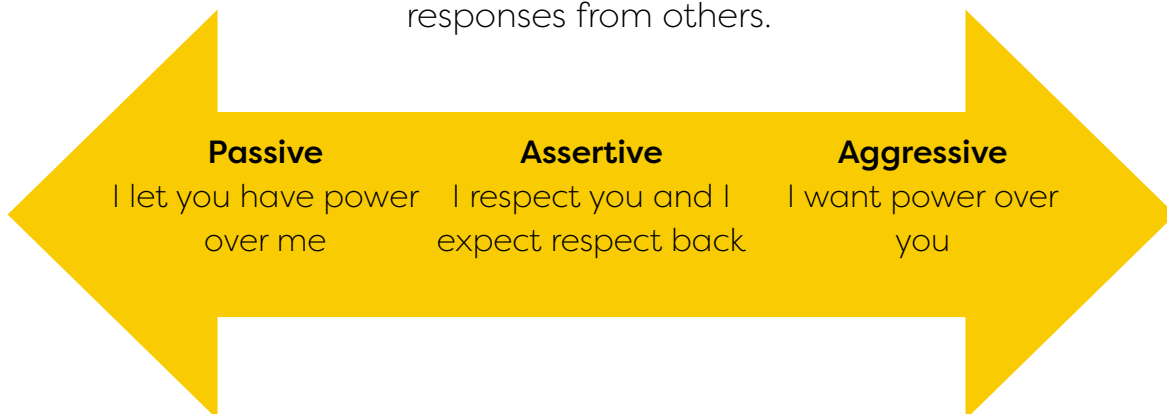 responses from others.
Passive
I let you have power
over me
Assertive
I respect you and I
expect respect back
Aggressive
I want power over
you